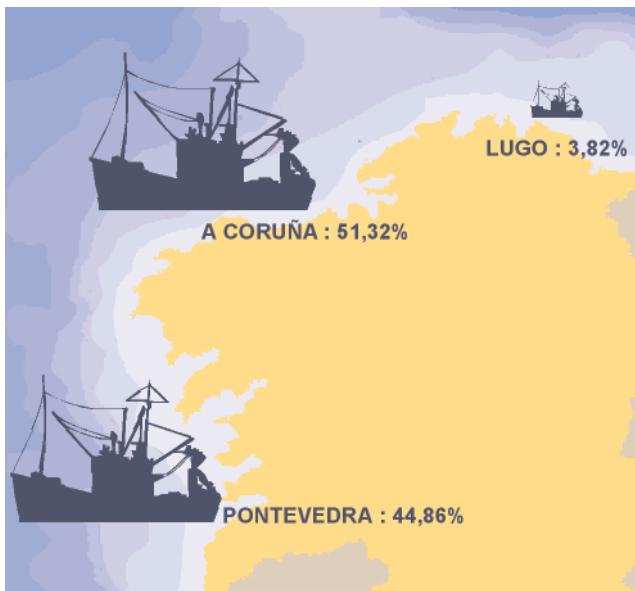 LUGO : 3,82%
A CORUÑA : 51,32%
PONTEVEDRA : 44,86%